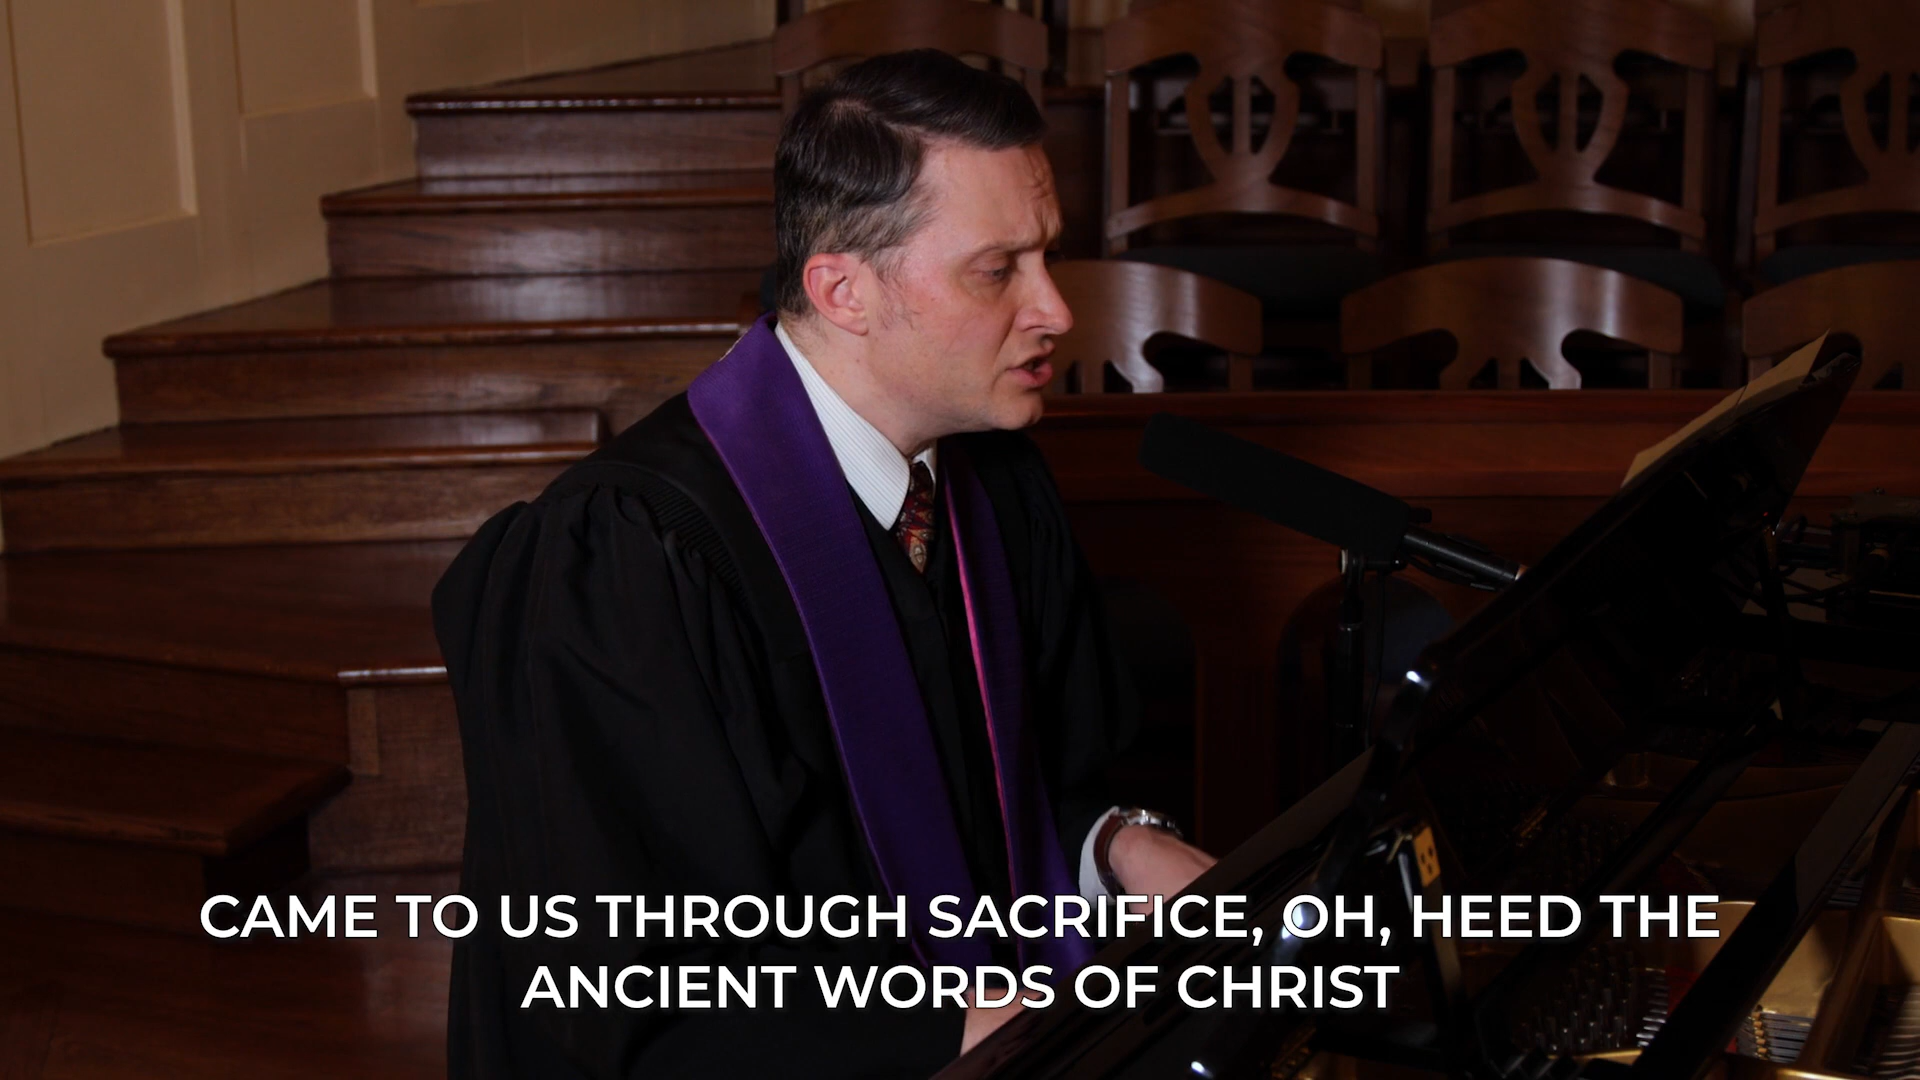 CAME TO US THROUGH SACRIFICE, OH, HEED THE
ANCIENT WORDS OF CHRIST